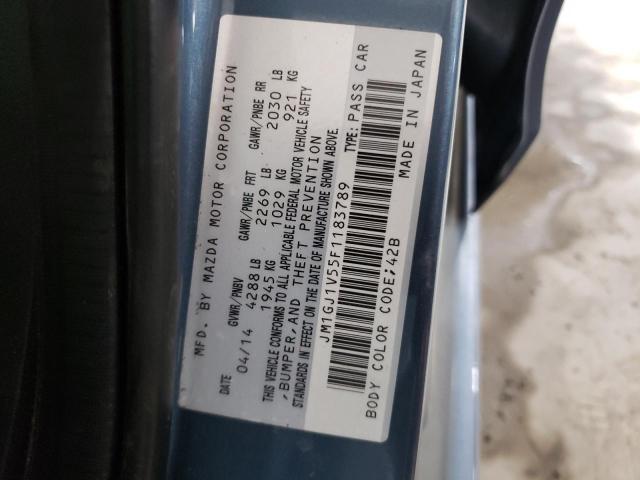 MFD. BY MAZDA MOTOR CORPORATION
DATE GVWR/PNBV GAWR/PNBE FRT GAWR/PNBE RR
04/14 4288 LB 2269 LB 2030 LB
1945 KG 1029 KG 921 KG
THIS VEHICLE CONFORMS TO ALL APPLICABLE FEDERAL MOTOR VEHICLE SAFETY
,BUMPER,AND THEFT PREVENTION
STANDARDS IN EFFECT ON THE DATE OF MANUFACTURE SHOWN ABOVE.
JM1GJ1V55F1183789 TYPE: PASS CAR
BODY COLOR CODE;42B MADE IN JAPAN